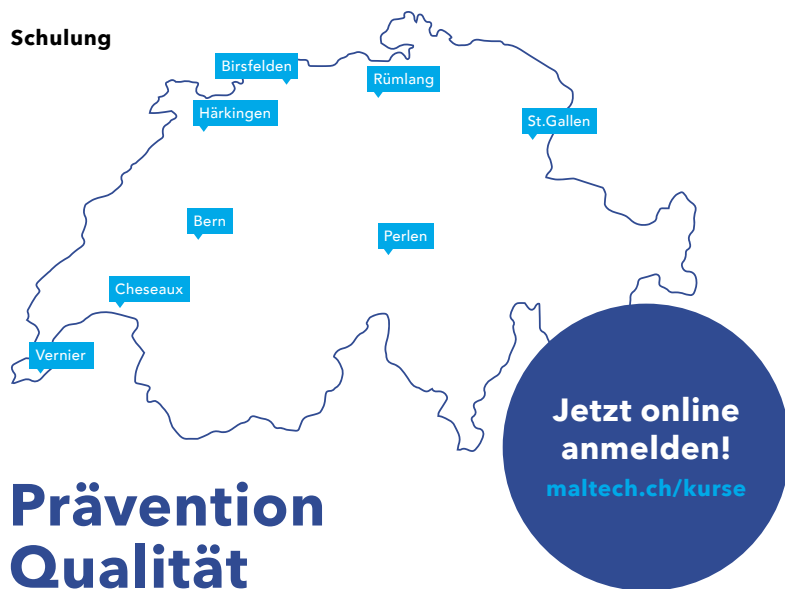 Schulung
Birsfelden
Rümlang
Härkingen
St.Gallen
Bern
Perlen
Cheseaux
Vernier
Jetzt online
anmelden!
maltech.ch/kurse
Prävention
Qualität